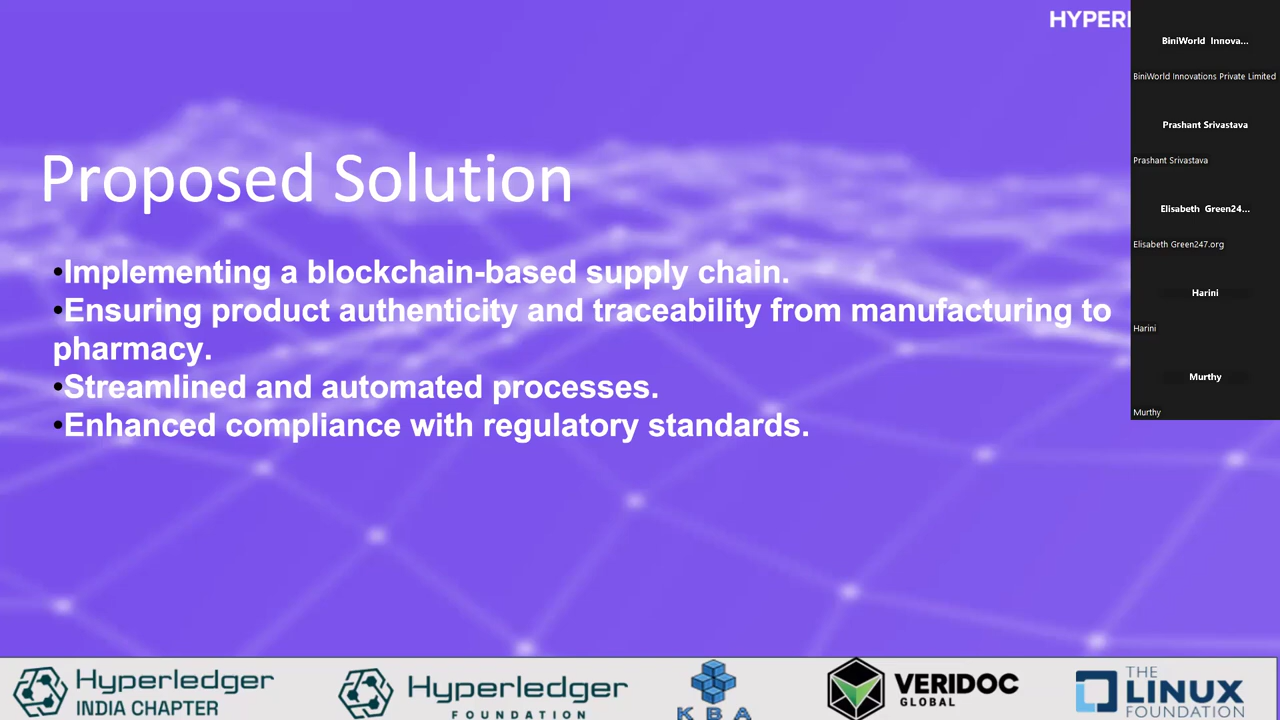 HYPERL
Proposed Solution
•Implementing a blockchain-based supply chain.
•Ensuring product authenticity and traceability from manufacturing to
pharmacy.
•Streamlined and automated processes.
•Enhanced compliance with regulatory standards.
BiniWorld Innova...
BiniWorld Innovations Private Limited
Prashant Srivastava
Prashant Srivastava
Elisabeth Green24...
Elisabeth Green247.org
Harini
Harini
Murthy
Murthy
Hyperledger
INDIA CHAPTER
Hyperledger
FOUNDATION
KBA
VERIDOC
GLOBAL
THE
LINUX
FOUNDATION